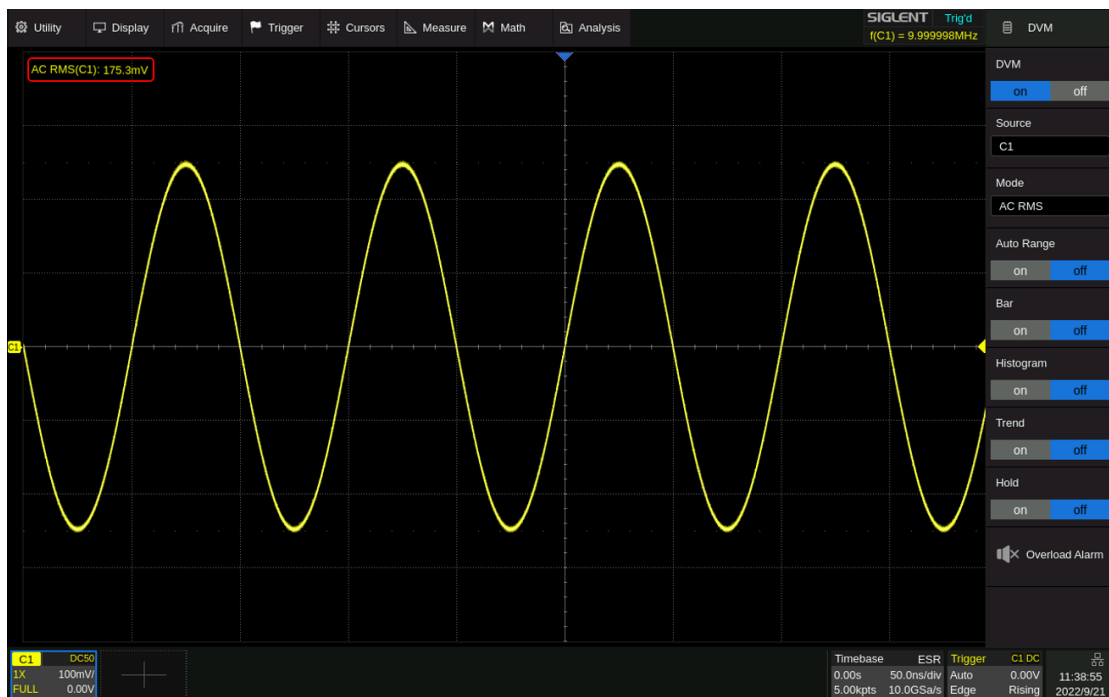 Utility Display Acquire Trigger Cursors Measure Math Analysis
SIGLENT Trig'd
f(C1) = 9.999998MHz
DVM
AC RMS(C1): 175.3mV
DVM
on off
Source
C1
Mode
AC RMS
Auto Range
on off
Bar
on off
Histogram
on off
Trend
on off
Hold
on off
Overload Alarm
C1
C1 DC50
1X 100mV/
FULL 0.00V
Timebase ESR
0.00s 50.0ns/div
5.00kpts 10.0GSa/s
Trigger C1 DC
Auto 0.00V
Edge Rising
11:38:55
2022/9/21